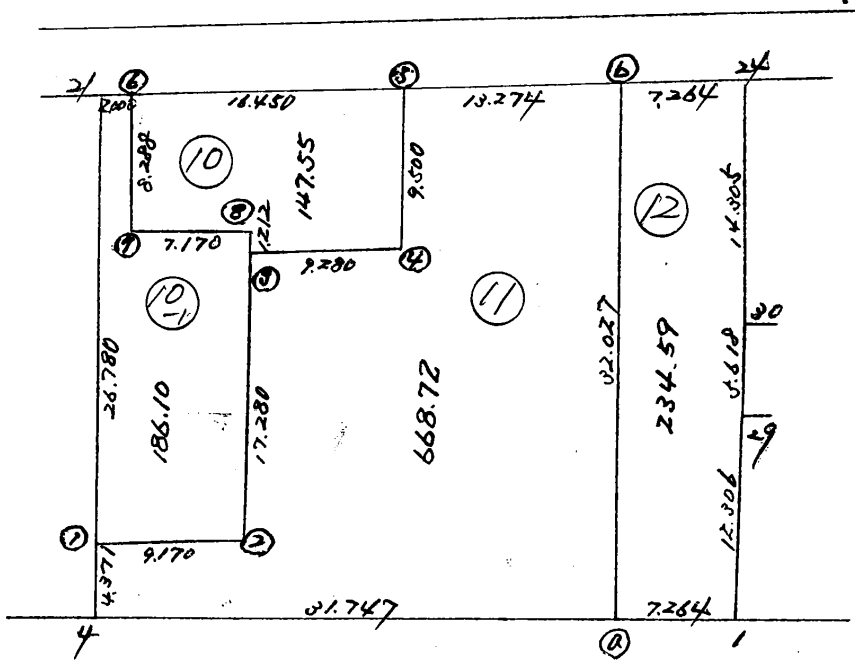 21 ⑥ ⑤ ⓑ 24
2.000 16.450 13.274 7.264
8.288 ⑩ 147.55 9.500 14.305
⑫
⑧
1.212
⑨ 7.170 9.280 ④
③
10-1 ⑪ 30
32.027
26.780 5.618
234.59
186.10 17.280 668.72
29
12.306
① 9.170 ②
4.371
31.747 7.264
4 ⓐ 1